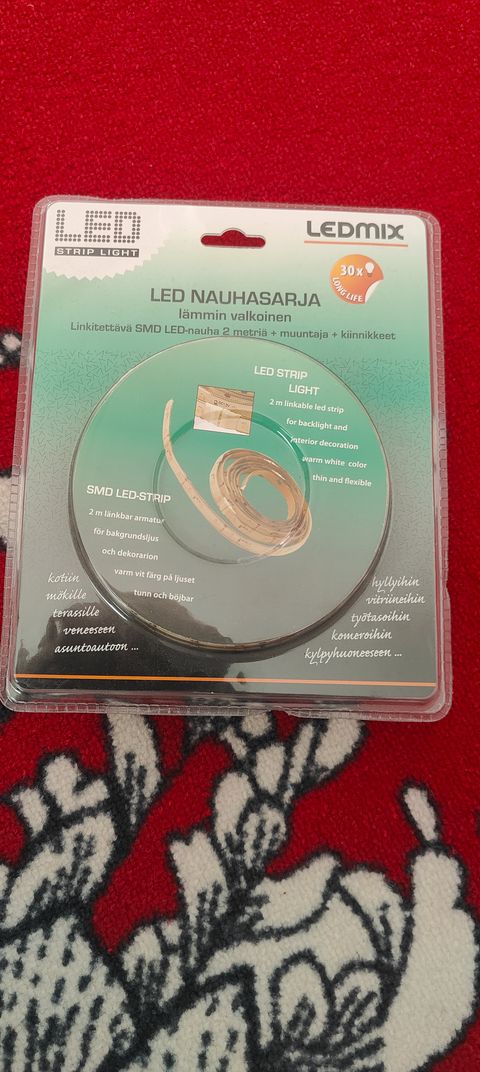 LED
STRIP LIGHT
LEDMIX
30x
LONG LIFE
LED NAUHASARJA
lämmin valkoinen
Linkitettävä SMD LED-nauha 2 metriä + muuntaja + kiinnikkeet
LED STRIP
LIGHT
2 m linkable led strip
for backlight and
interior decoration
warm white color
thin and flexible
SMD LED-STRIP
2 m länkbar armatur
för bakgrundsljus
och dekorarion
varm vit färg på ljuset
tunn och böjbar
kotiin
mökille
terassille
veneeseen
asuntoautoon ...
hyllyihin
vitriineihin
työtasoihin
komeroihin
kylpyhuoneeseen ...